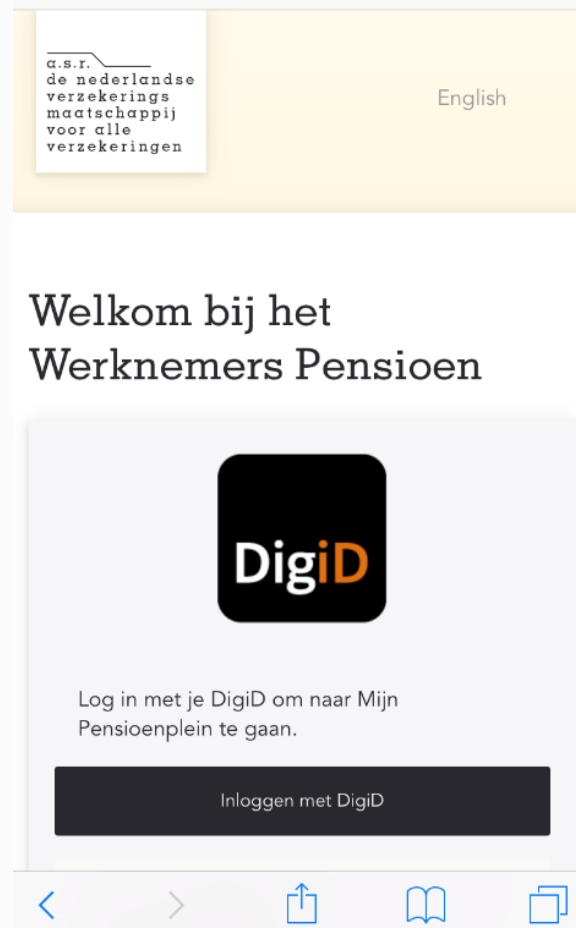 a.s.r.
de nederlandse
verzekerings
maatschappij
voor alle
verzekeringen
English
Welkom bij het
Werknemers Pensioen
DigiD
Log in met je DigiD om naar Mijn
Pensioenplein te gaan.
Inloggen met DigiD